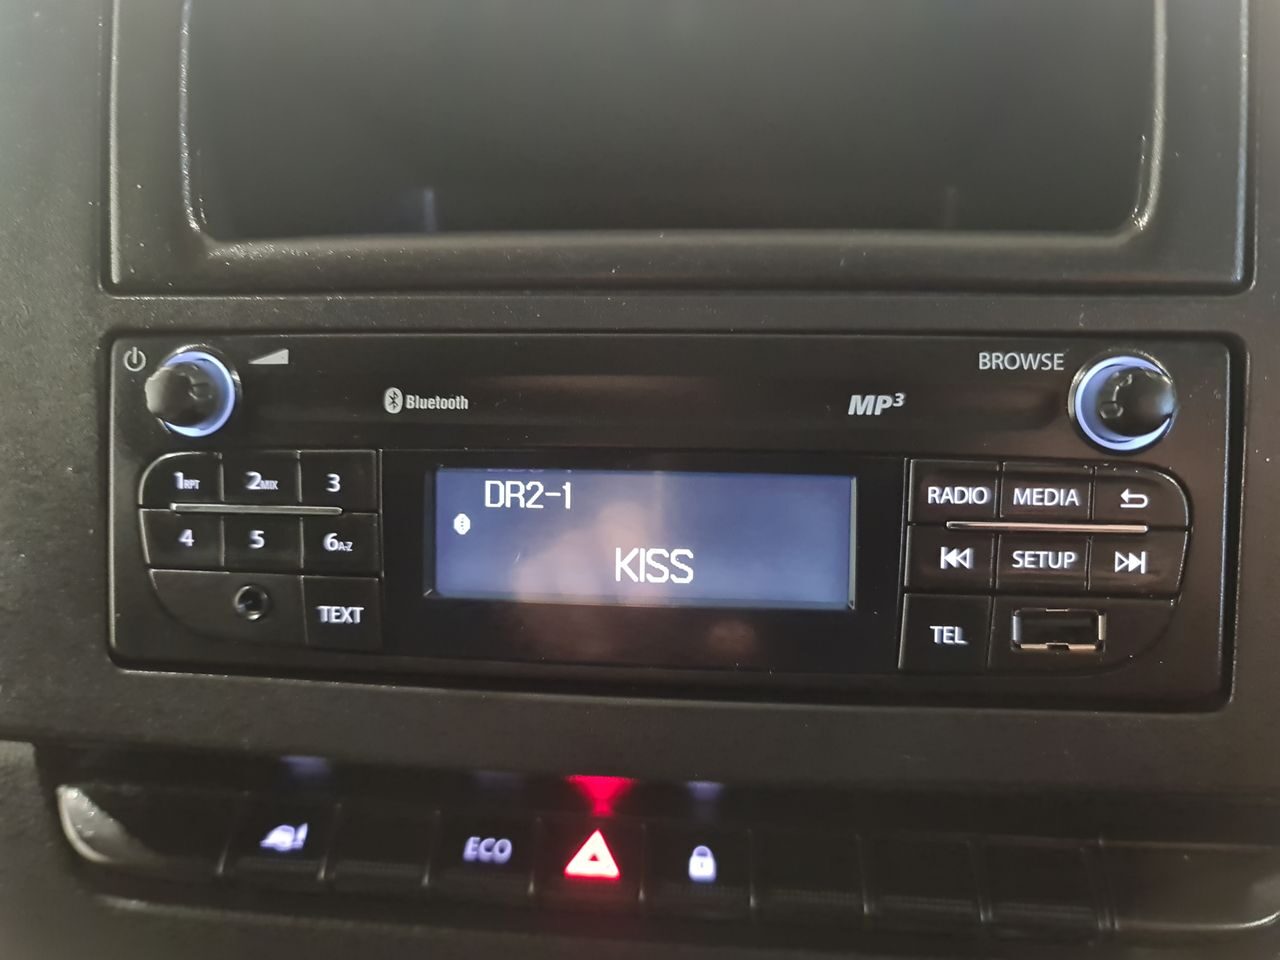 BROWSE
Bluetooth
MP3
1RPT 2MIX 3
4 5 6A-Z
TEXT
DR2-1
KISS
RADIO MEDIA
SETUP
TEL
ECO